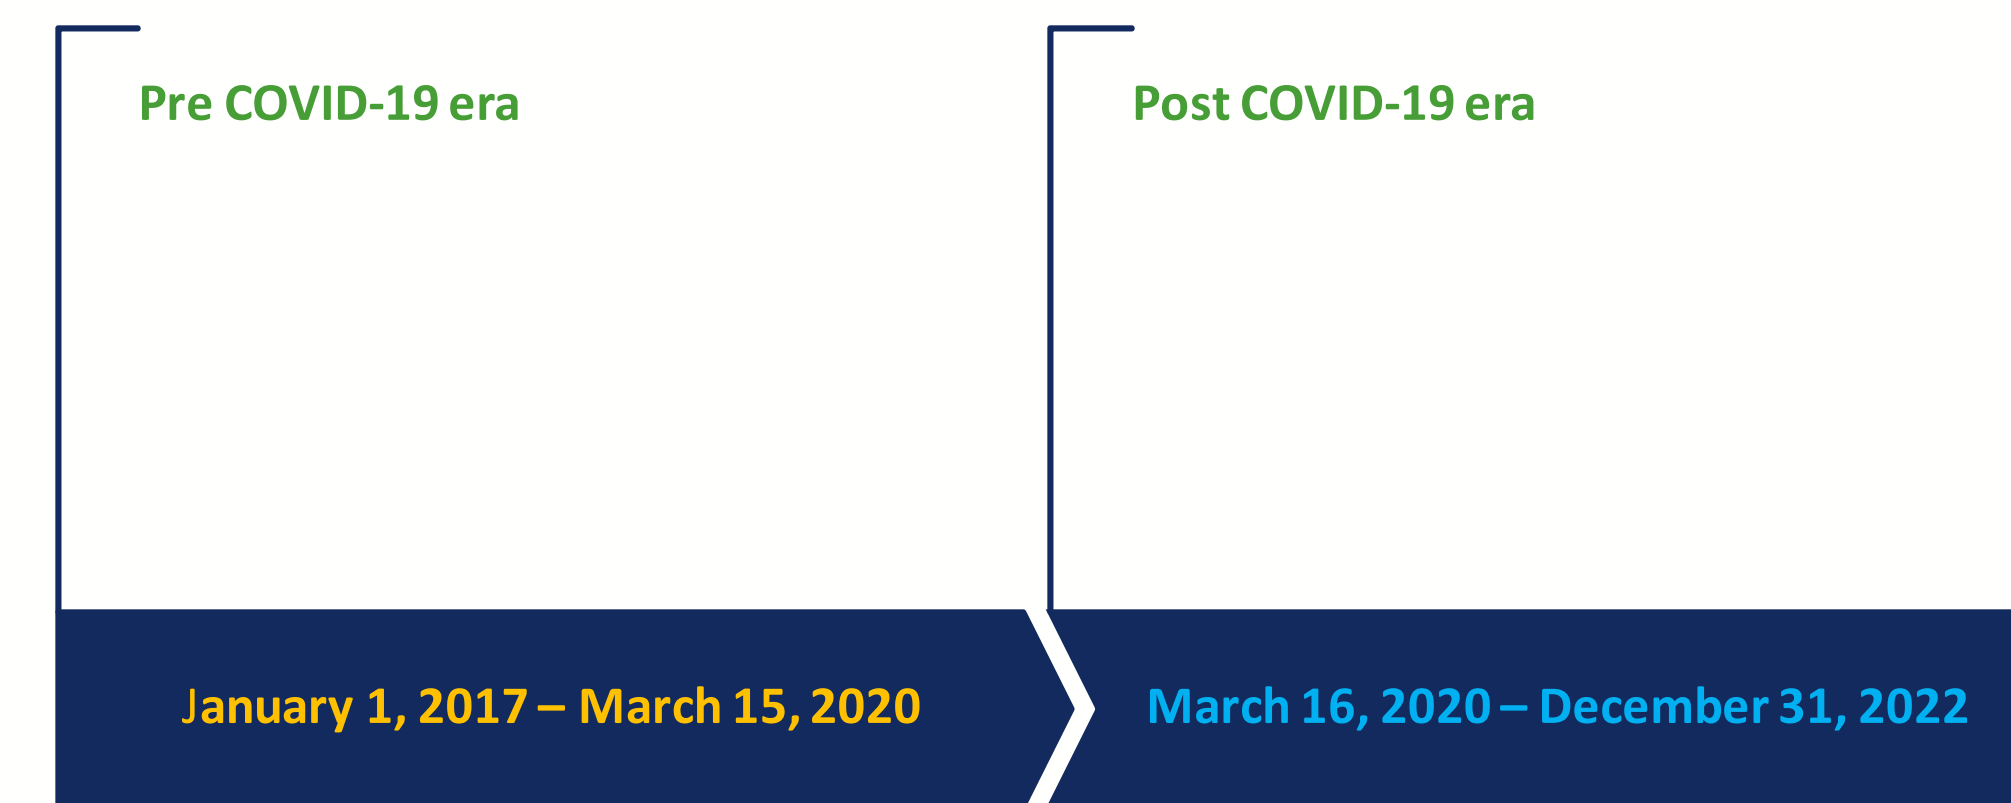 Pre COVID-19 era
Post COVID-19 era
January 1, 2017 – March 15, 2020
March 16, 2020 – December 31, 2022